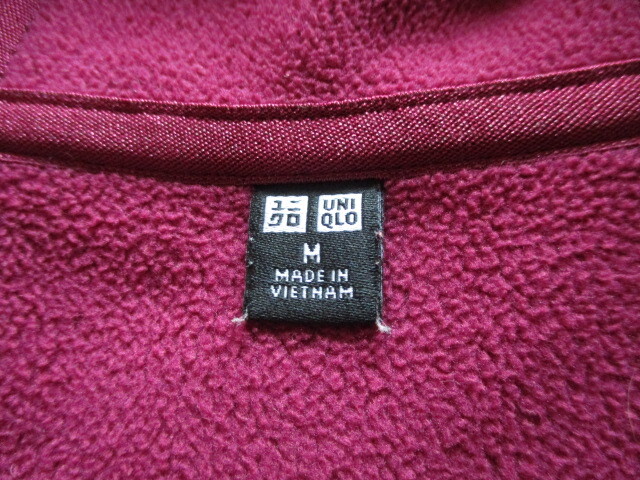 ユニ UNI
クロ QLO
M
MADE IN
VIETNAM